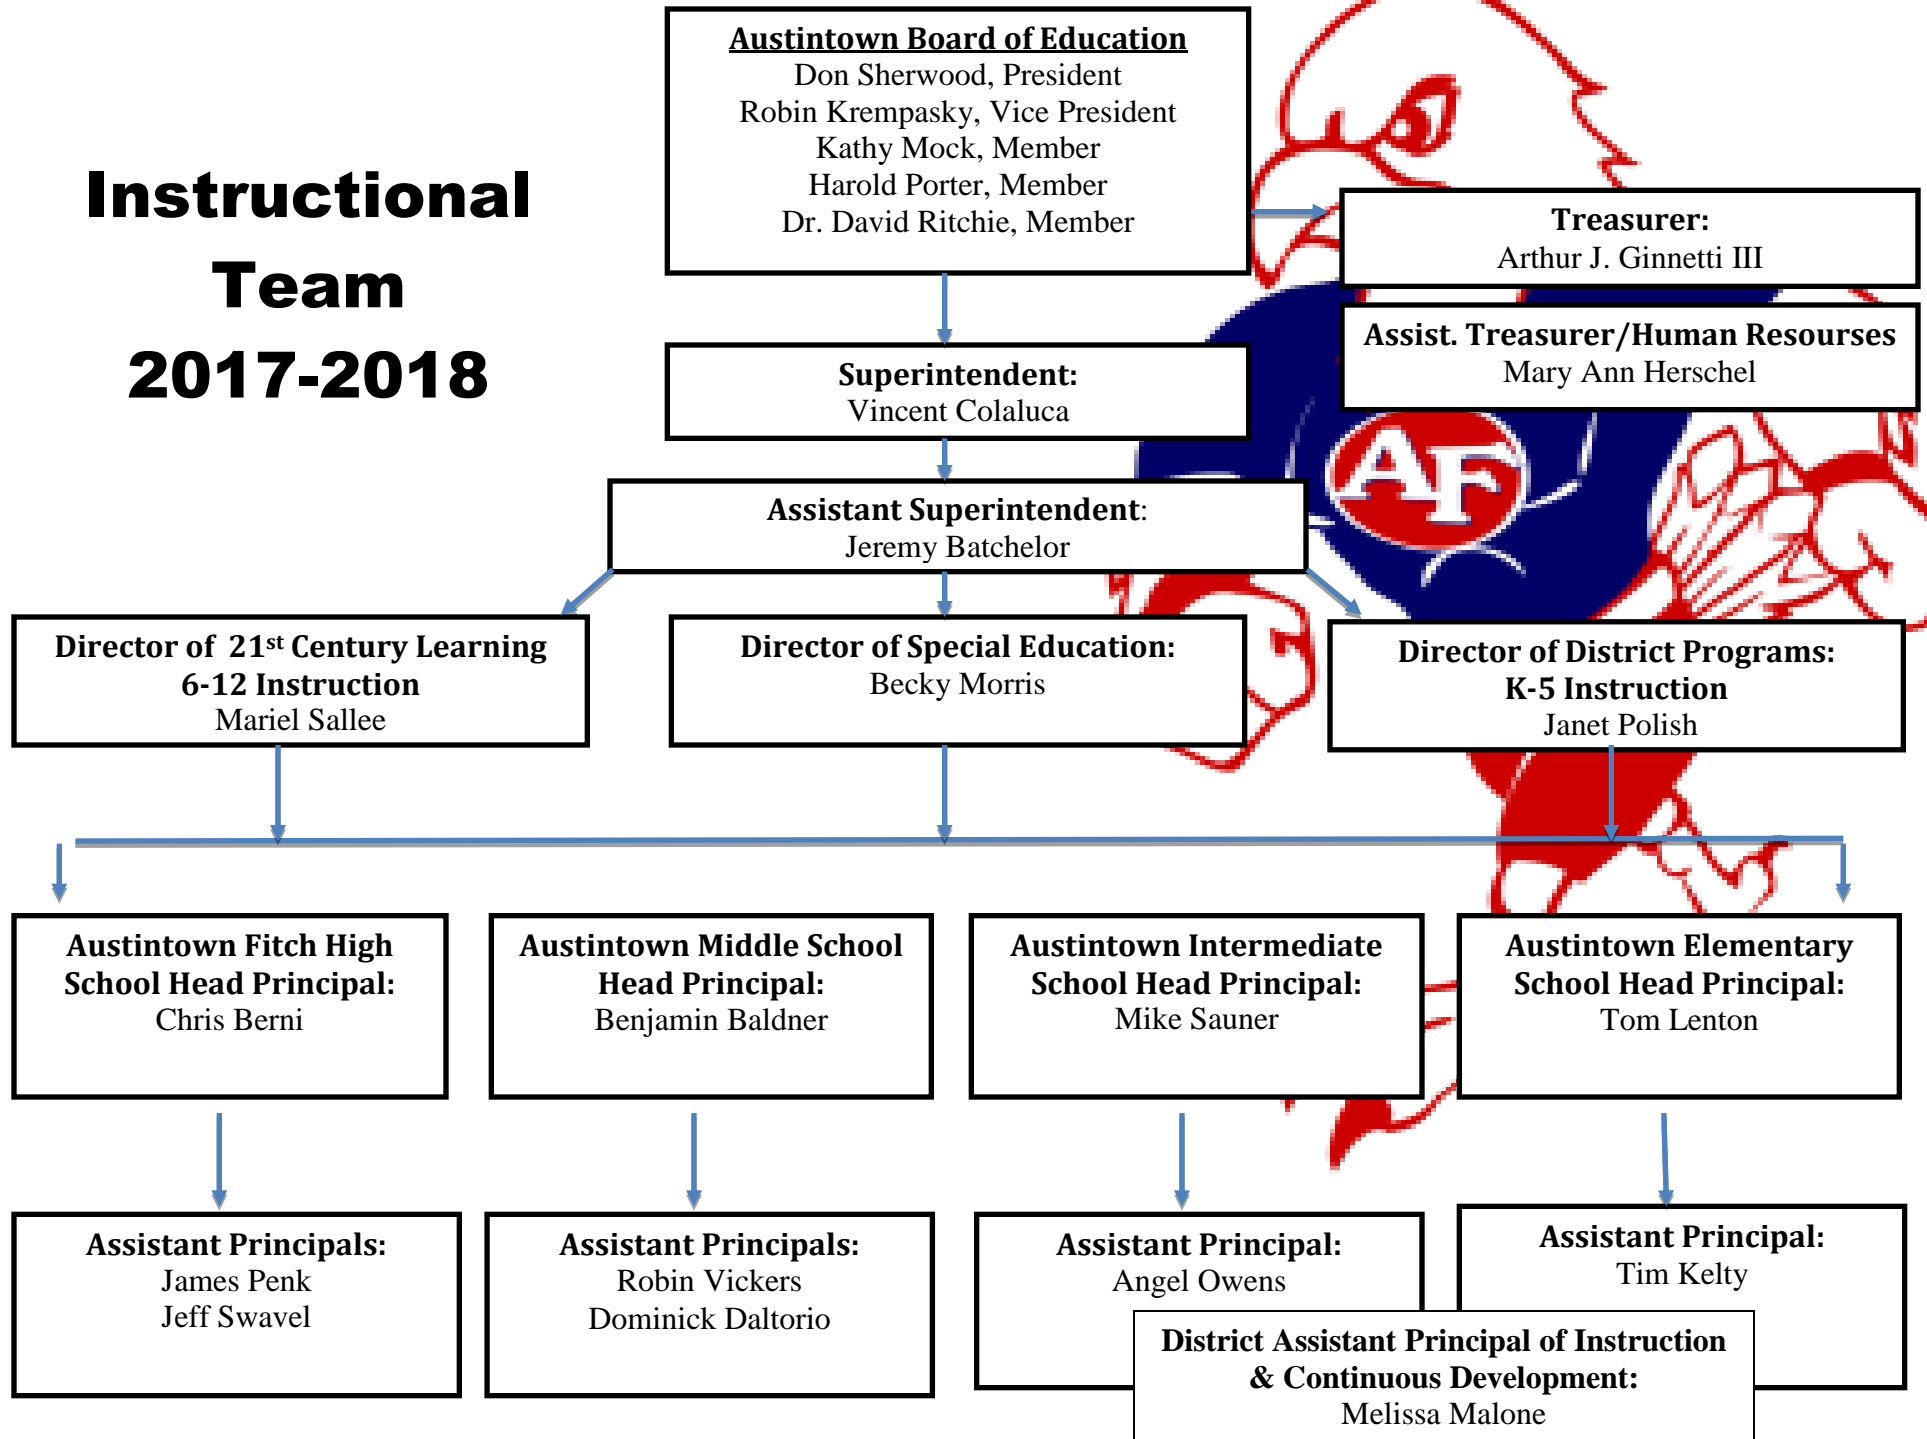 Instructional
Team
2017-2018
Austintown Board of Education
Don Sherwood, President
Robin Krempasky, Vice President
Kathy Mock, Member
Harold Porter, Member
Dr. David Ritchie, Member
Treasurer:
Arthur J. Ginnetti III
Assist. Treasurer/Human Resourses
Mary Ann Herschel
Superintendent:
Vincent Colaluca
AF
Assistant Superintendent:
Jeremy Batchelor
Director of 21st Century Learning
6-12 Instruction
Mariel Sallee
Director of Special Education:
Becky Morris
Director of District Programs:
K-5 Instruction
Janet Polish
Austintown Fitch High
School Head Principal:
Chris Berni
Austintown Middle School
Head Principal:
Benjamin Baldner
Austintown Intermediate
School Head Principal:
Mike Sauner
Austintown Elementary
School Head Principal:
Tom Lenton
Assistant Principals:
James Penk
Jeff Swavel
Assistant Principals:
Robin Vickers
Dominick Daltorio
Assistant Principal:
Angel Owens
Assistant Principal:
Tim Kelty
District Assistant Principal of Instruction
& Continuous Development:
Melissa Malone